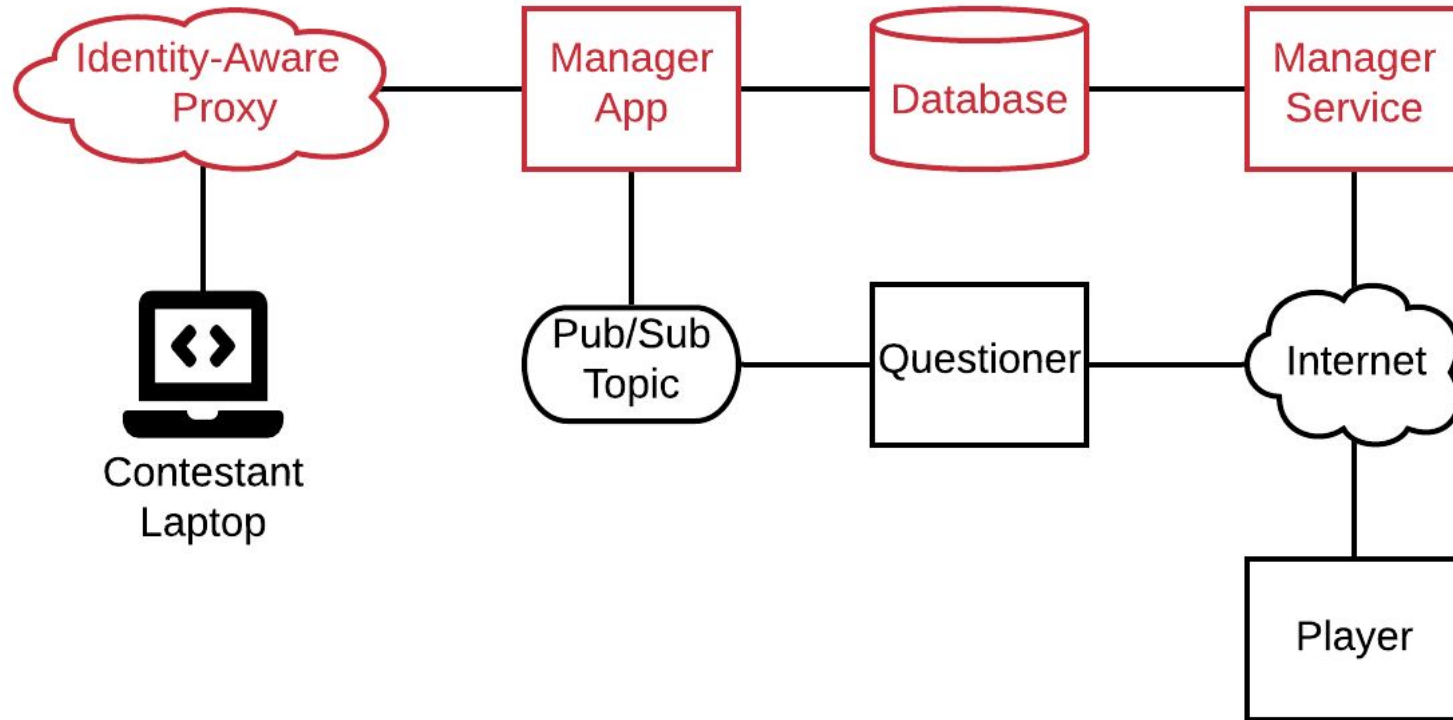 Identity-Aware
Proxy
Manager
App
Database
Manager
Service
Pub/Sub
Topic
Questioner
Internet
Contestant
Laptop
Player